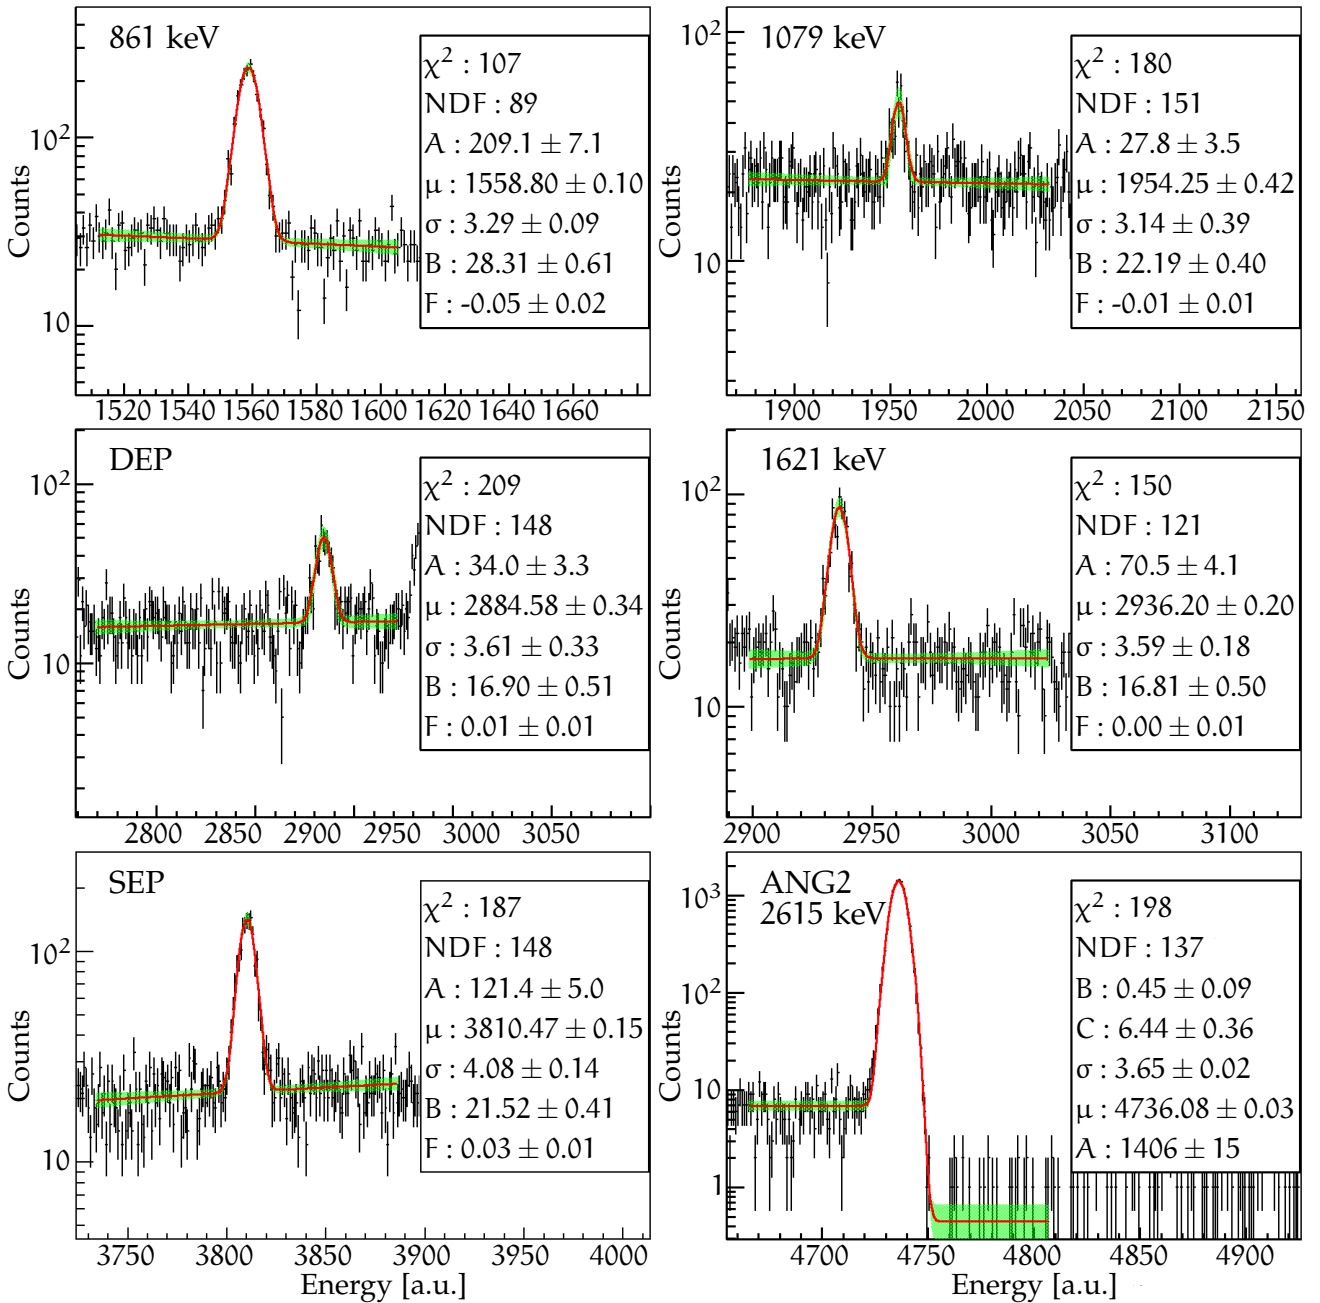 861 keV
χ² : 107
NDF : 89
A : 209.1 ± 7.1
μ : 1558.80 ± 0.10
σ : 3.29 ± 0.09
B : 28.31 ± 0.61
F : -0.05 ± 0.02
10²
10
Counts
1520 1540 1560 1580 1600 1620 1640 1660
1079 keV
χ² : 180
NDF : 151
A : 27.8 ± 3.5
μ : 1954.25 ± 0.42
σ : 3.14 ± 0.39
B : 22.19 ± 0.40
F : -0.01 ± 0.01
10²
10
Counts
1900 1950 2000 2050 2100 2150
DEP
χ² : 209
NDF : 148
A : 34.0 ± 3.3
μ : 2884.58 ± 0.34
σ : 3.61 ± 0.33
B : 16.90 ± 0.51
F : 0.01 ± 0.01
10²
10
Counts
2800 2850 2900 2950 3000 3050
1621 keV
χ² : 150
NDF : 121
A : 70.5 ± 4.1
μ : 2936.20 ± 0.20
σ : 3.59 ± 0.18
B : 16.81 ± 0.50
F : 0.00 ± 0.01
10²
10
Counts
2900 2950 3000 3050 3100
SEP
χ² : 187
NDF : 148
A : 121.4 ± 5.0
μ : 3810.47 ± 0.15
σ : 4.08 ± 0.14
B : 21.52 ± 0.41
F : 0.03 ± 0.01
10²
10
Counts
3750 3800 3850 3900 3950 4000
Energy [a.u.]
ANG2
2615 keV
χ² : 198
NDF : 137
B : 0.45 ± 0.09
C : 6.44 ± 0.36
σ : 3.65 ± 0.02
μ : 4736.08 ± 0.03
A : 1406 ± 15
10³
10²
10
1
Counts
4700 4750 4800 4850 4900
Energy [a.u.]